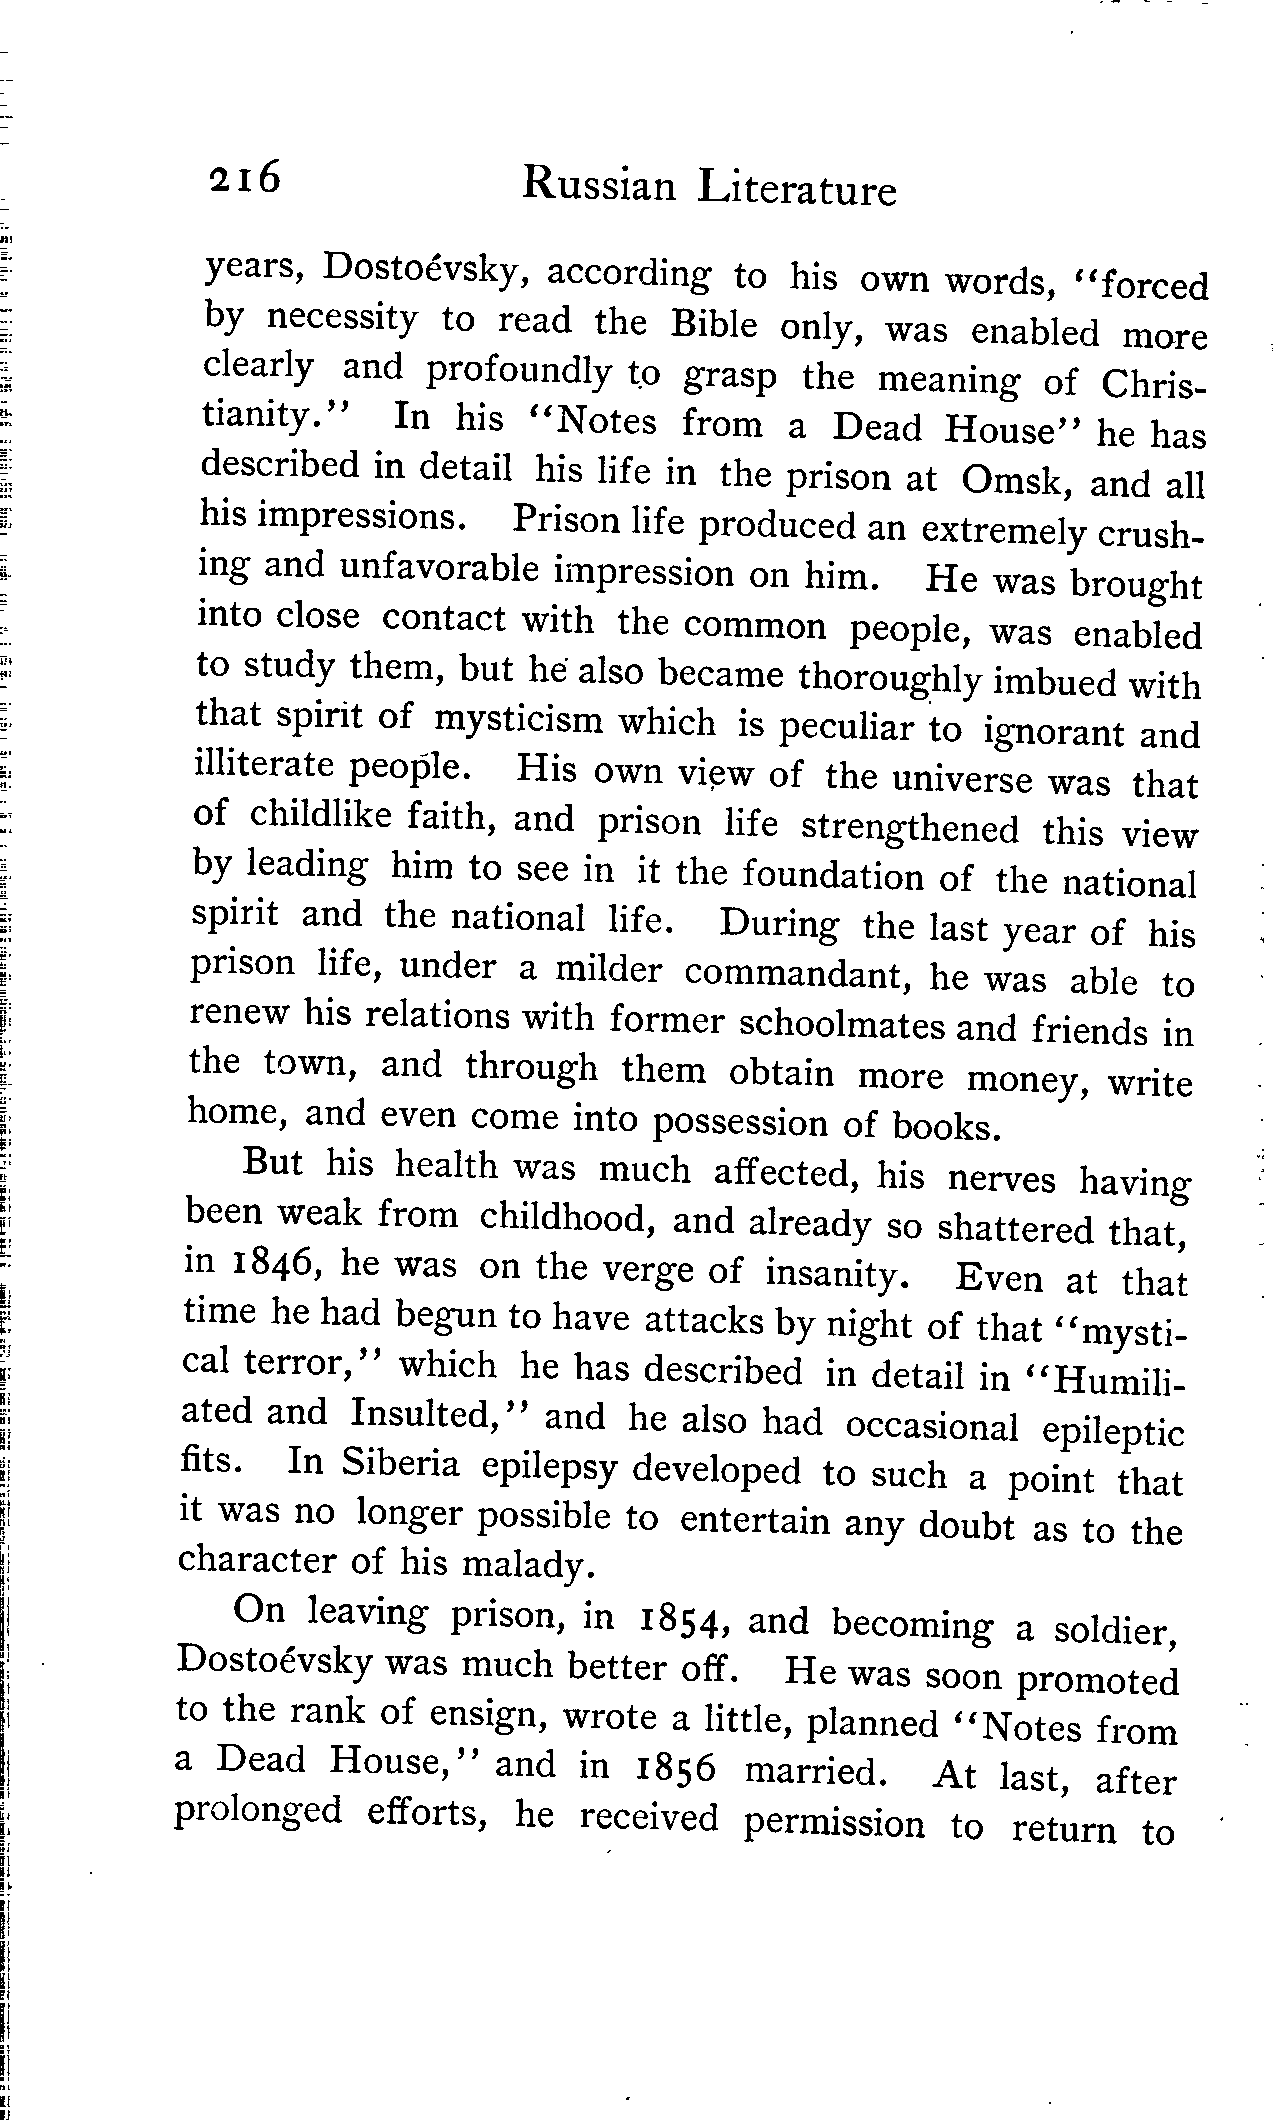 216 Russian Literature
years, Dostoévsky, according to his own words, "forced
by necessity to read the Bible only, was enabled more
clearly and profoundly to grasp the meaning of Chris-
tianity." In his "Notes from a Dead House" he has
described in detail his life in the prison at Omsk, and all
his impressions. Prison life produced an extremely crush-
ing and unfavorable impression on him. He was brought
into close contact with the common people, was enabled
to study them, but he also became thoroughly imbued with
that spirit of mysticism which is peculiar to ignorant and
illiterate people. His own view of the universe was that
of childlike faith, and prison life strengthened this view
by leading him to see in it the foundation of the national
spirit and the national life. During the last year of his
prison life, under a milder commandant, he was able to
renew his relations with former schoolmates and friends in
the town, and through them obtain more money, write
home, and even come into possession of books.
But his health was much affected, his nerves having
been weak from childhood, and already so shattered that,
in 1846, he was on the verge of insanity. Even at that
time he had begun to have attacks by night of that "mysti-
cal terror," which he has described in detail in "Humili-
ated and Insulted," and he also had occasional epileptic
fits. In Siberia epilepsy developed to such a point that
it was no longer possible to entertain any doubt as to the
character of his malady.
On leaving prison, in 1854, and becoming a soldier,
Dostoévsky was much better off. He was soon promoted
to the rank of ensign, wrote a little, planned "Notes from
a Dead House," and in 1856 married. At last, after
prolonged efforts, he received permission to return to